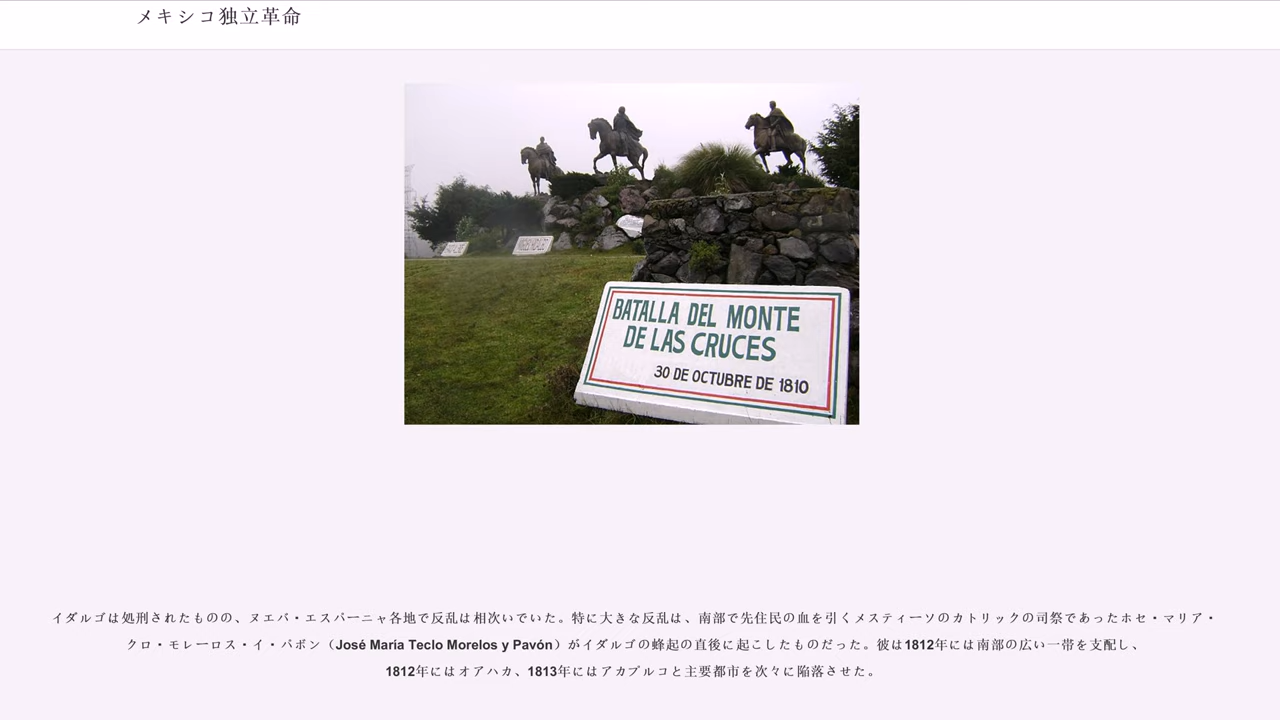 メキシコ独立革命
BATALLA DEL MONTE
DE LAS CRUCES
30 DE OCTUBRE DE 1810
イダルゴは処刑されたものの、ヌエバ・エスパーニャ各地で反乱は相次いでいた。特に大きな反乱は、南部で先住民の血を引くメスティーソのカトリックの司祭であったホセ・マリア・
クロ・モレーロス・イ・パボン（José María Teclo Morelos y Pavón）がイダルゴの蜂起の直後に起こしたものだった。彼は1812年には南部の広い一帯を支配し、
1812年にはオアハカ、1813年にはアカプルコと主要都市を次々に陥落させた。